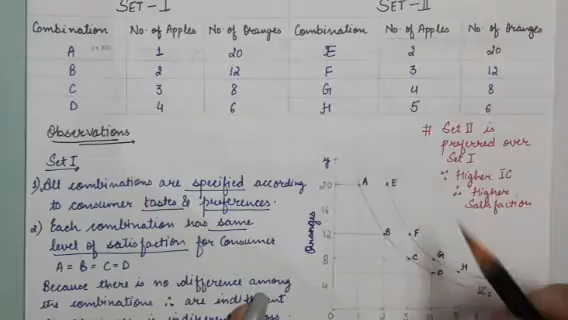 SET-I SET-II
Combination No. of Apples No. of Oranges Combination No. of Apples No. of Oranges
A 1 20 E 2 20
B 2 12 F 3 12
C 3 8 G 4 8
D 4 6 H 5 6
Observations
Set I
1) All combinations are specified according
to consumer tastes & preferences.
2) Each combination has same
level of satisfaction for Consumer
A = B = C = D
Because there is no difference among
the combinations ∴ are indifferent
# Set II is
preferred over
Set I
∵ Higher IC
∴ Higher
Satisfaction
y
20 A E
16
12 B F
8 C G
D H
4
Oranges
0 1 2 3 4